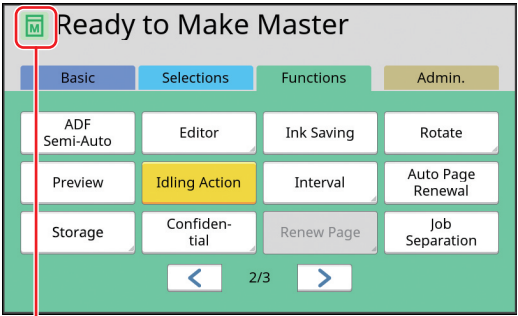 M
Ready to Make Master
Basic
Selections
Functions
Admin.
ADF
Semi-Auto
Editor
Ink Saving
Rotate
Preview
Idling Action
Interval
Auto Page
Renewal
Storage
Confiden-
tial
Renew Page
Job
Separation
2/3